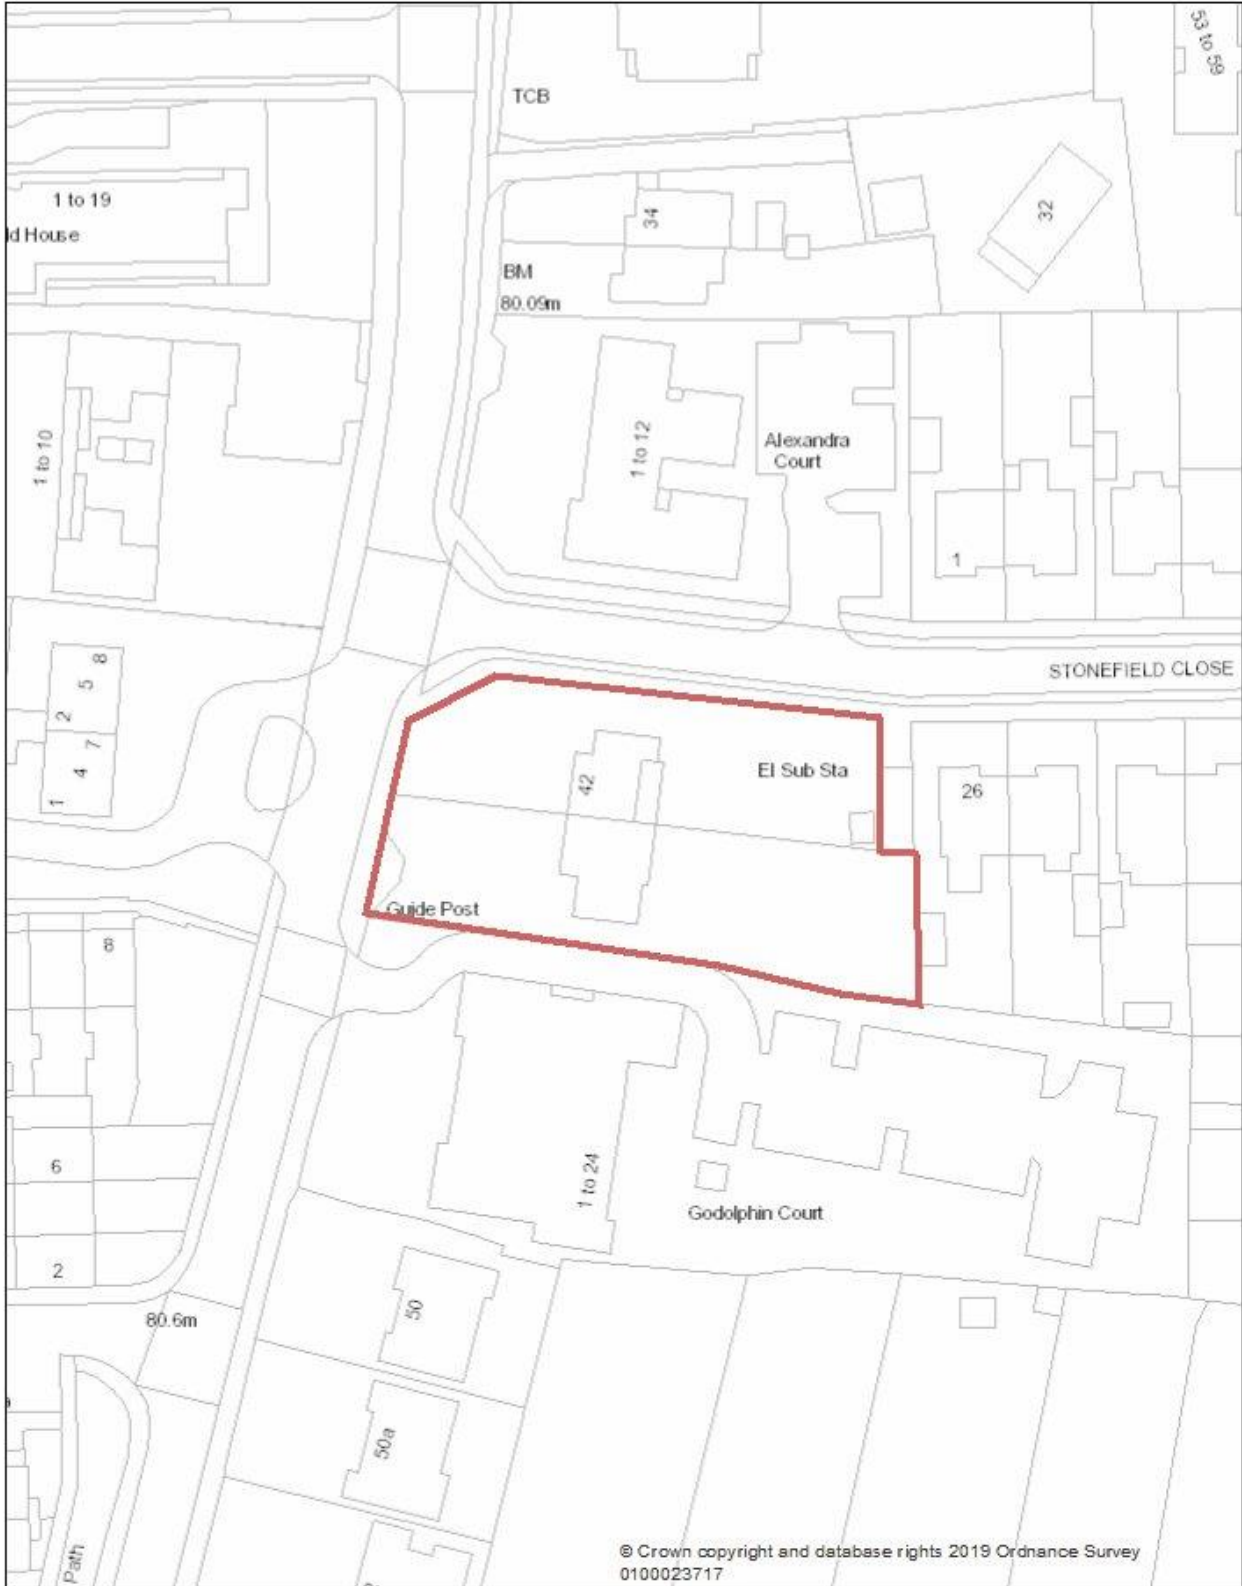 53 to 59
TCB
1 to 19
ld House
34
32
BM
80.09m
1 to 10
1 to 12
Alexandra
Court
1
STONEFIELD CLOSE
8
5
2
7
4
1
42
El Sub Sta
26
Guide Post
8
6
1 to 24
Godolphin Court
2
50
80.6m
50a
Path
© Crown copyright and database rights 2019 Ordnance Survey
0100023717